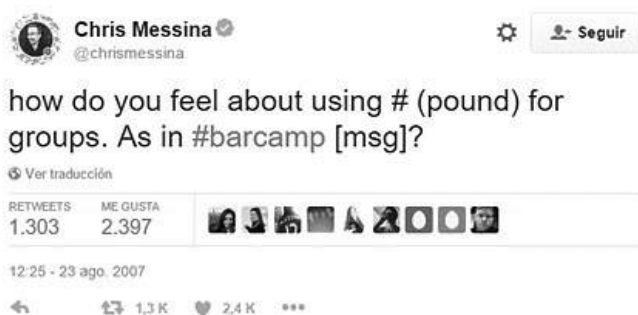 Chris Messina
@chrismessina
Seguir
how do you feel about using # (pound) for
groups. As in #barcamp [msg]?
Ver traducción
RETWEETS ME GUSTA
1.303 2.397
12:25 - 23 ago. 2007
1,3 K 2,4 K